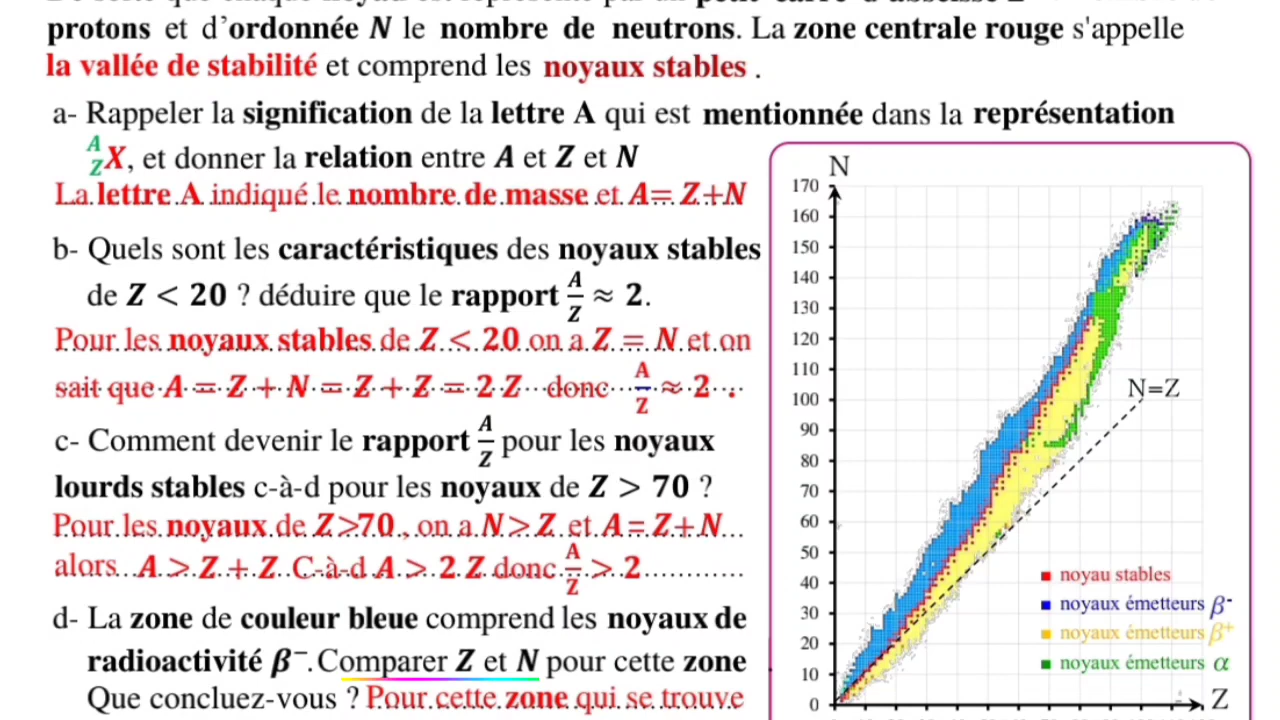 protons et d'ordonnée N le nombre de neutrons. La zone centrale rouge s'appelle
la vallée de stabilité et comprend les noyaux stables .
a- Rappeler la signification de la lettre A qui est mentionnée dans la représentation
A/Z X, et donner la relation entre A et Z et N
La lettre A indiqué le nombre de masse et A= Z+N
b- Quels sont les caractéristiques des noyaux stables
de Z < 20 ? déduire que le rapport A/Z ≈ 2.
Pour les noyaux stables de Z < 20 on a Z = N et on
sait que A = Z + N = Z + Z = 2 Z donc A/Z ≈ 2 .
c- Comment devenir le rapport A/Z pour les noyaux
lourds stables c-à-d pour les noyaux de Z > 70 ?
Pour les noyaux de Z>70 , on a N> Z et A= Z+N
alors A > Z + Z C-à-d A > 2 Z donc A/Z > 2
d- La zone de couleur bleue comprend les noyaux de
radioactivité β⁻. Comparer Z et N pour cette zone
Que concluez-vous ? Pour cette zone qui se trouve
N
170
160
150
140
130
120
110
100
90
80
70
60
50
40
30
20
10
0
N=Z
noyau stables
noyaux émetteurs β-
noyaux émetteurs β+
noyaux émetteurs α
Z